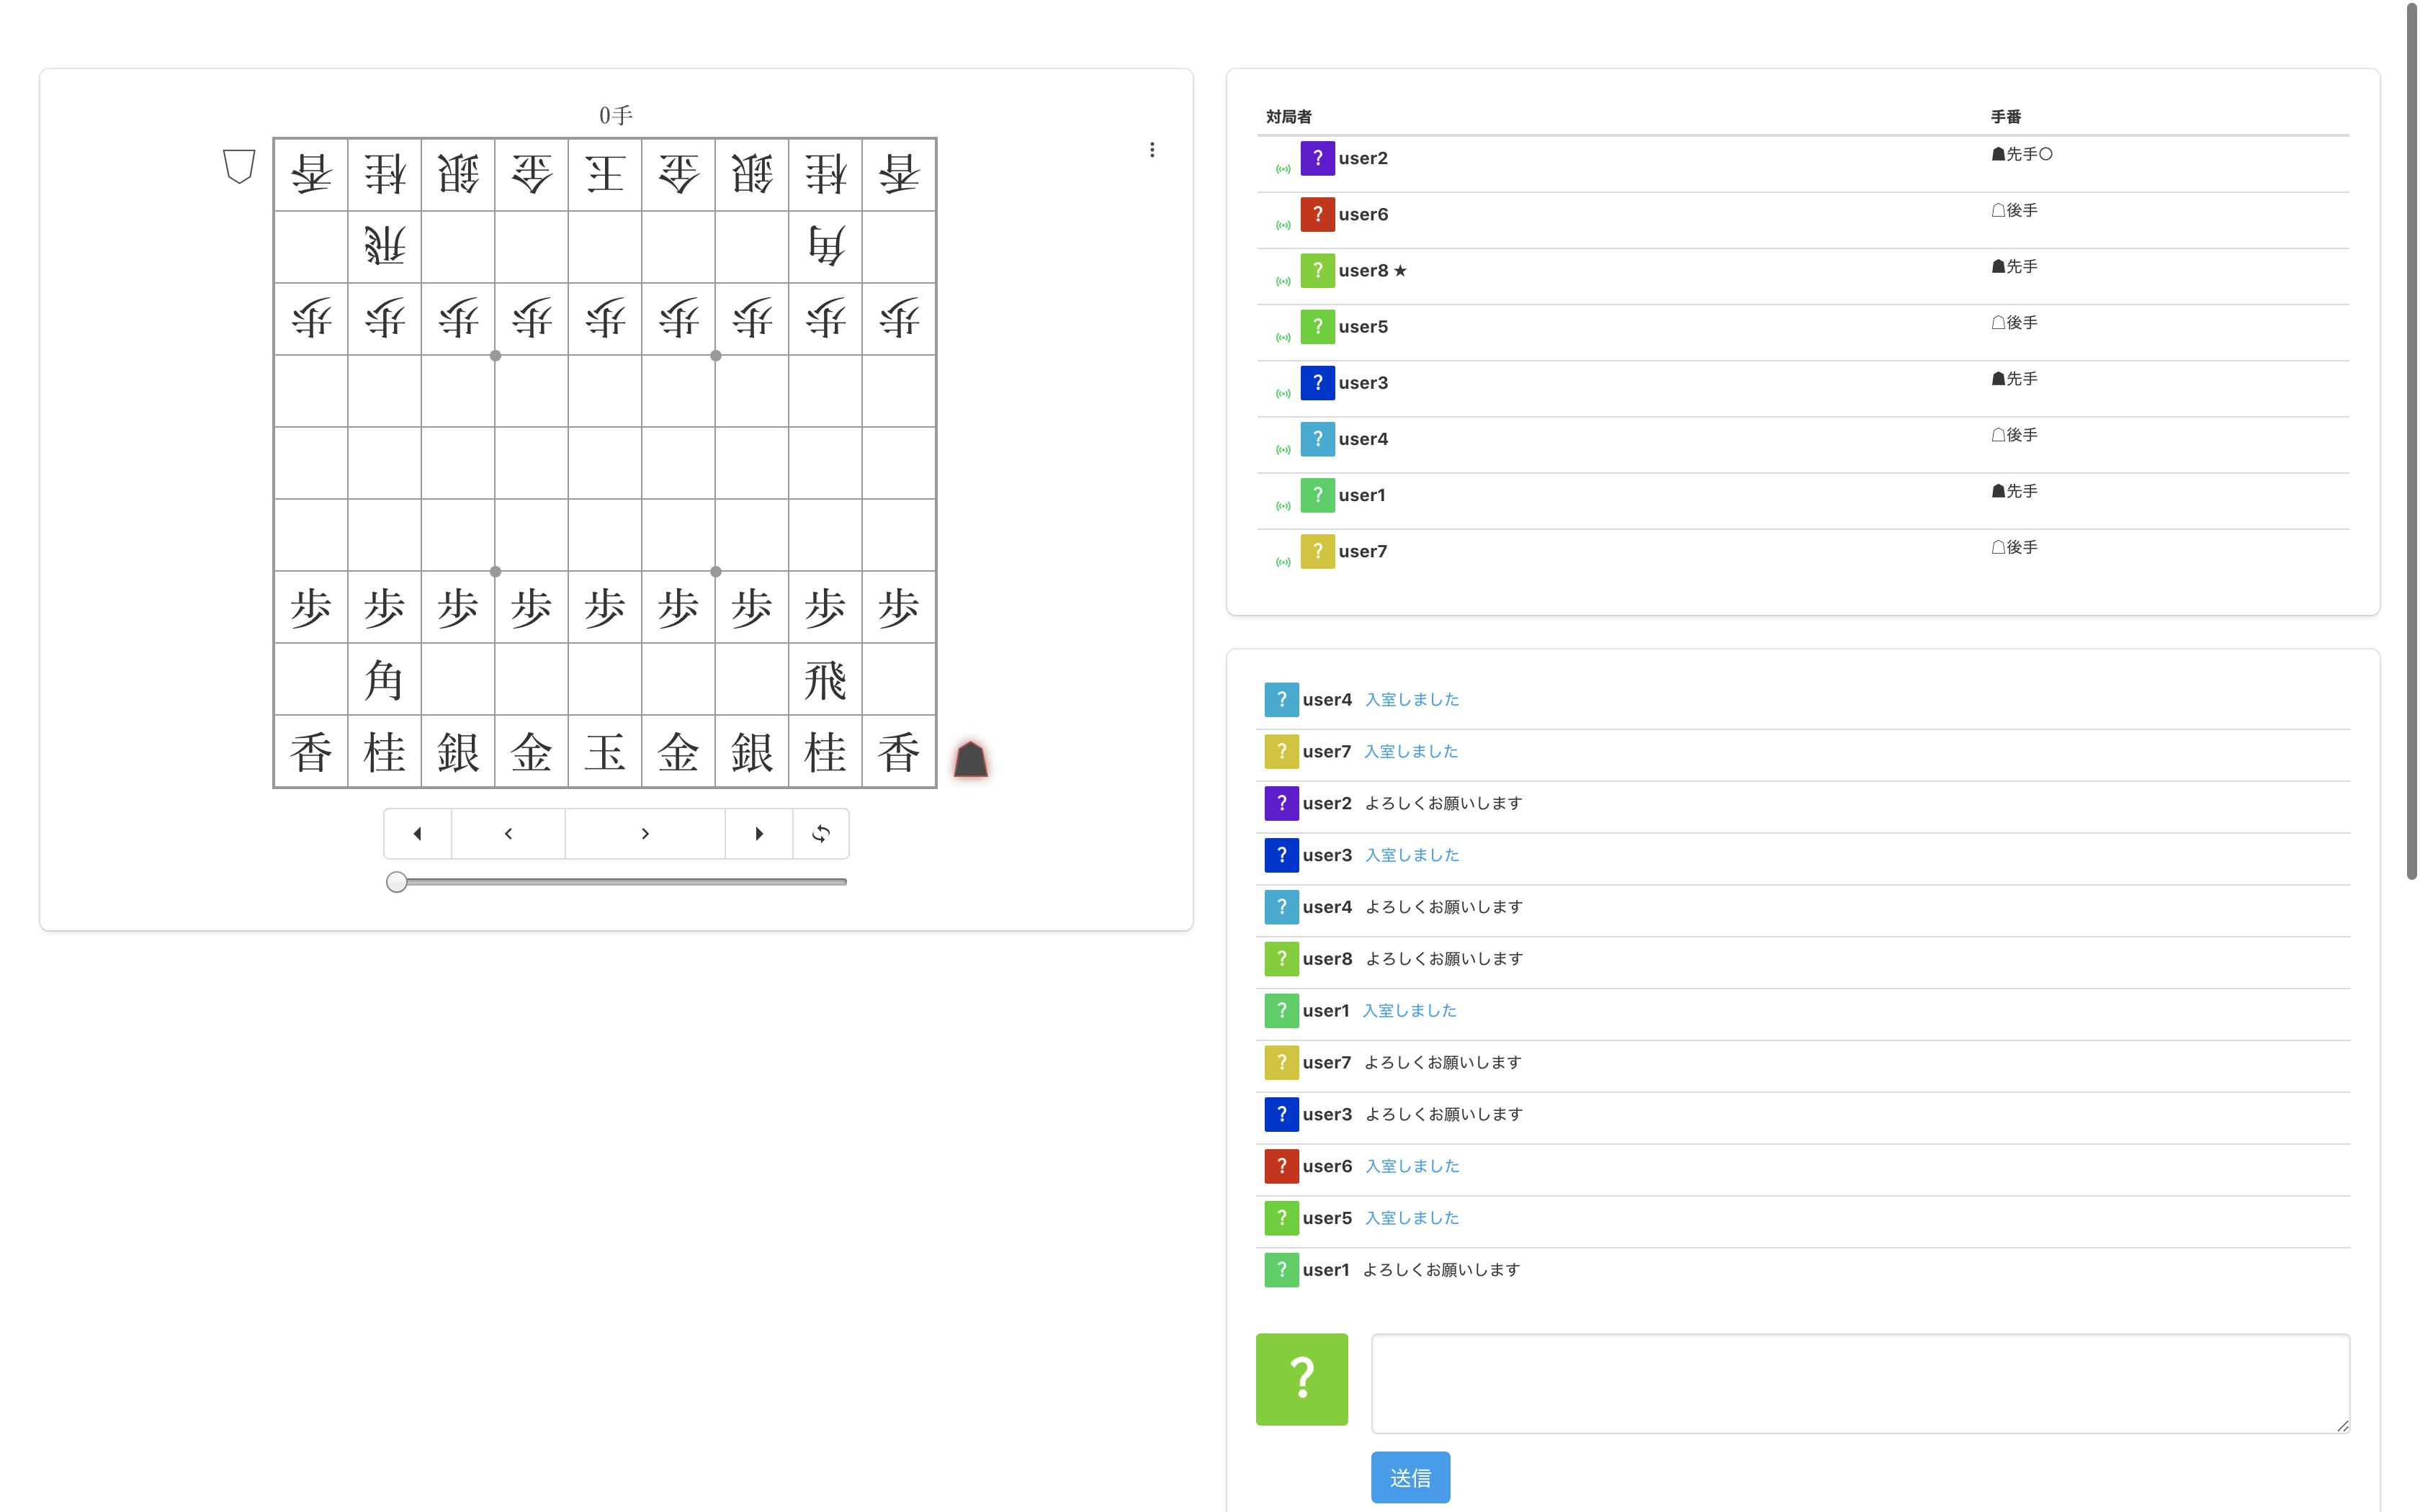 0手
香桂銀金王金銀桂香
飛角
歩歩歩歩歩歩歩歩歩
歩歩歩歩歩歩歩歩歩
角飛
香桂銀金玉金銀桂香
対局者 手番
? user2 ☗先手○
? user6 ☖後手
? user8 ★ ☗先手
? user5 ☖後手
? user3 ☗先手
? user4 ☖後手
? user1 ☗先手
? user7 ☖後手
? user4 入室しました
? user7 入室しました
? user2 よろしくお願いします
? user3 入室しました
? user4 よろしくお願いします
? user8 よろしくお願いします
? user1 入室しました
? user7 よろしくお願いします
? user3 よろしくお願いします
? user6 入室しました
? user5 入室しました
? user1 よろしくお願いします
?
送信